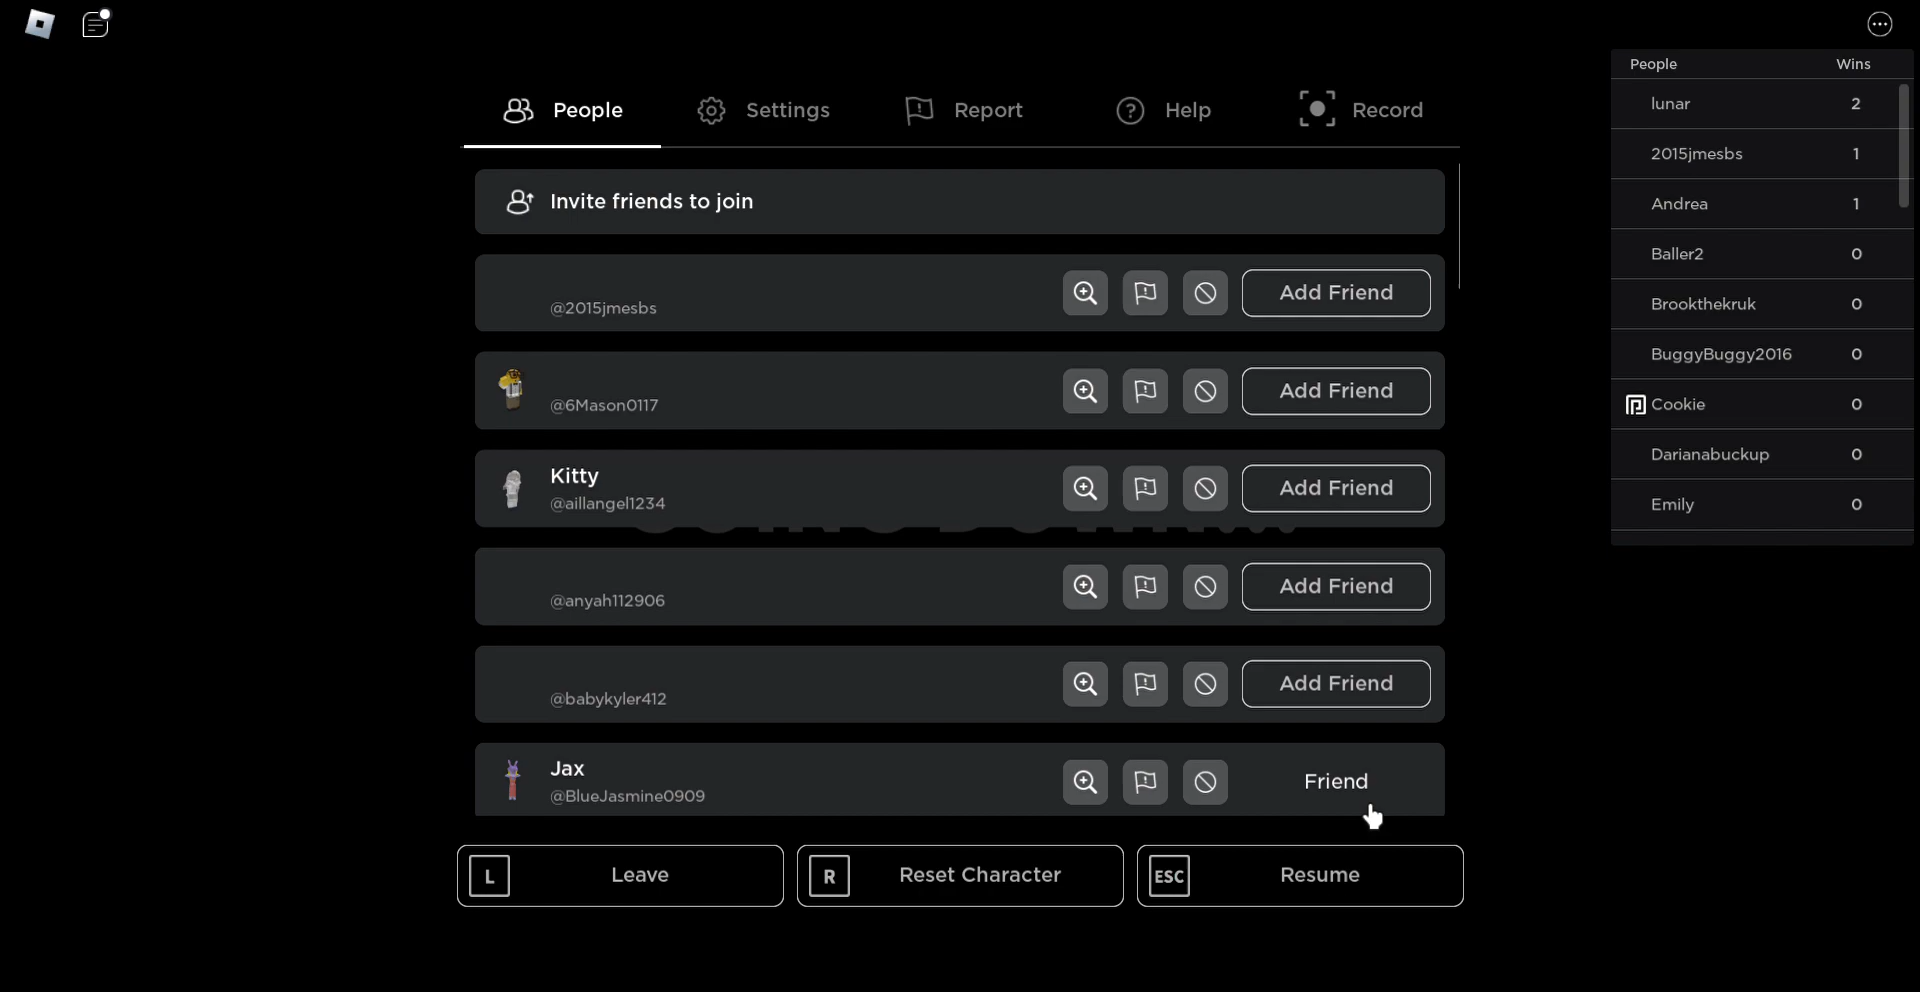 People Settings Report Help Record
Invite friends to join
@2015jmesbs Add Friend
@6Mason0117 Add Friend
Kitty
@aillangel1234 Add Friend
@anyah112906 Add Friend
@babykyler412 Add Friend
Jax
@BlueJasmine0909 Friend
L Leave
R Reset Character
ESC Resume
People Wins
lunar 2
2015jmesbs 1
Andrea 1
Baller2 0
Brookthekruk 0
BuggyBuggy2016 0
Cookie 0
Darianabuckup 0
Emily 0